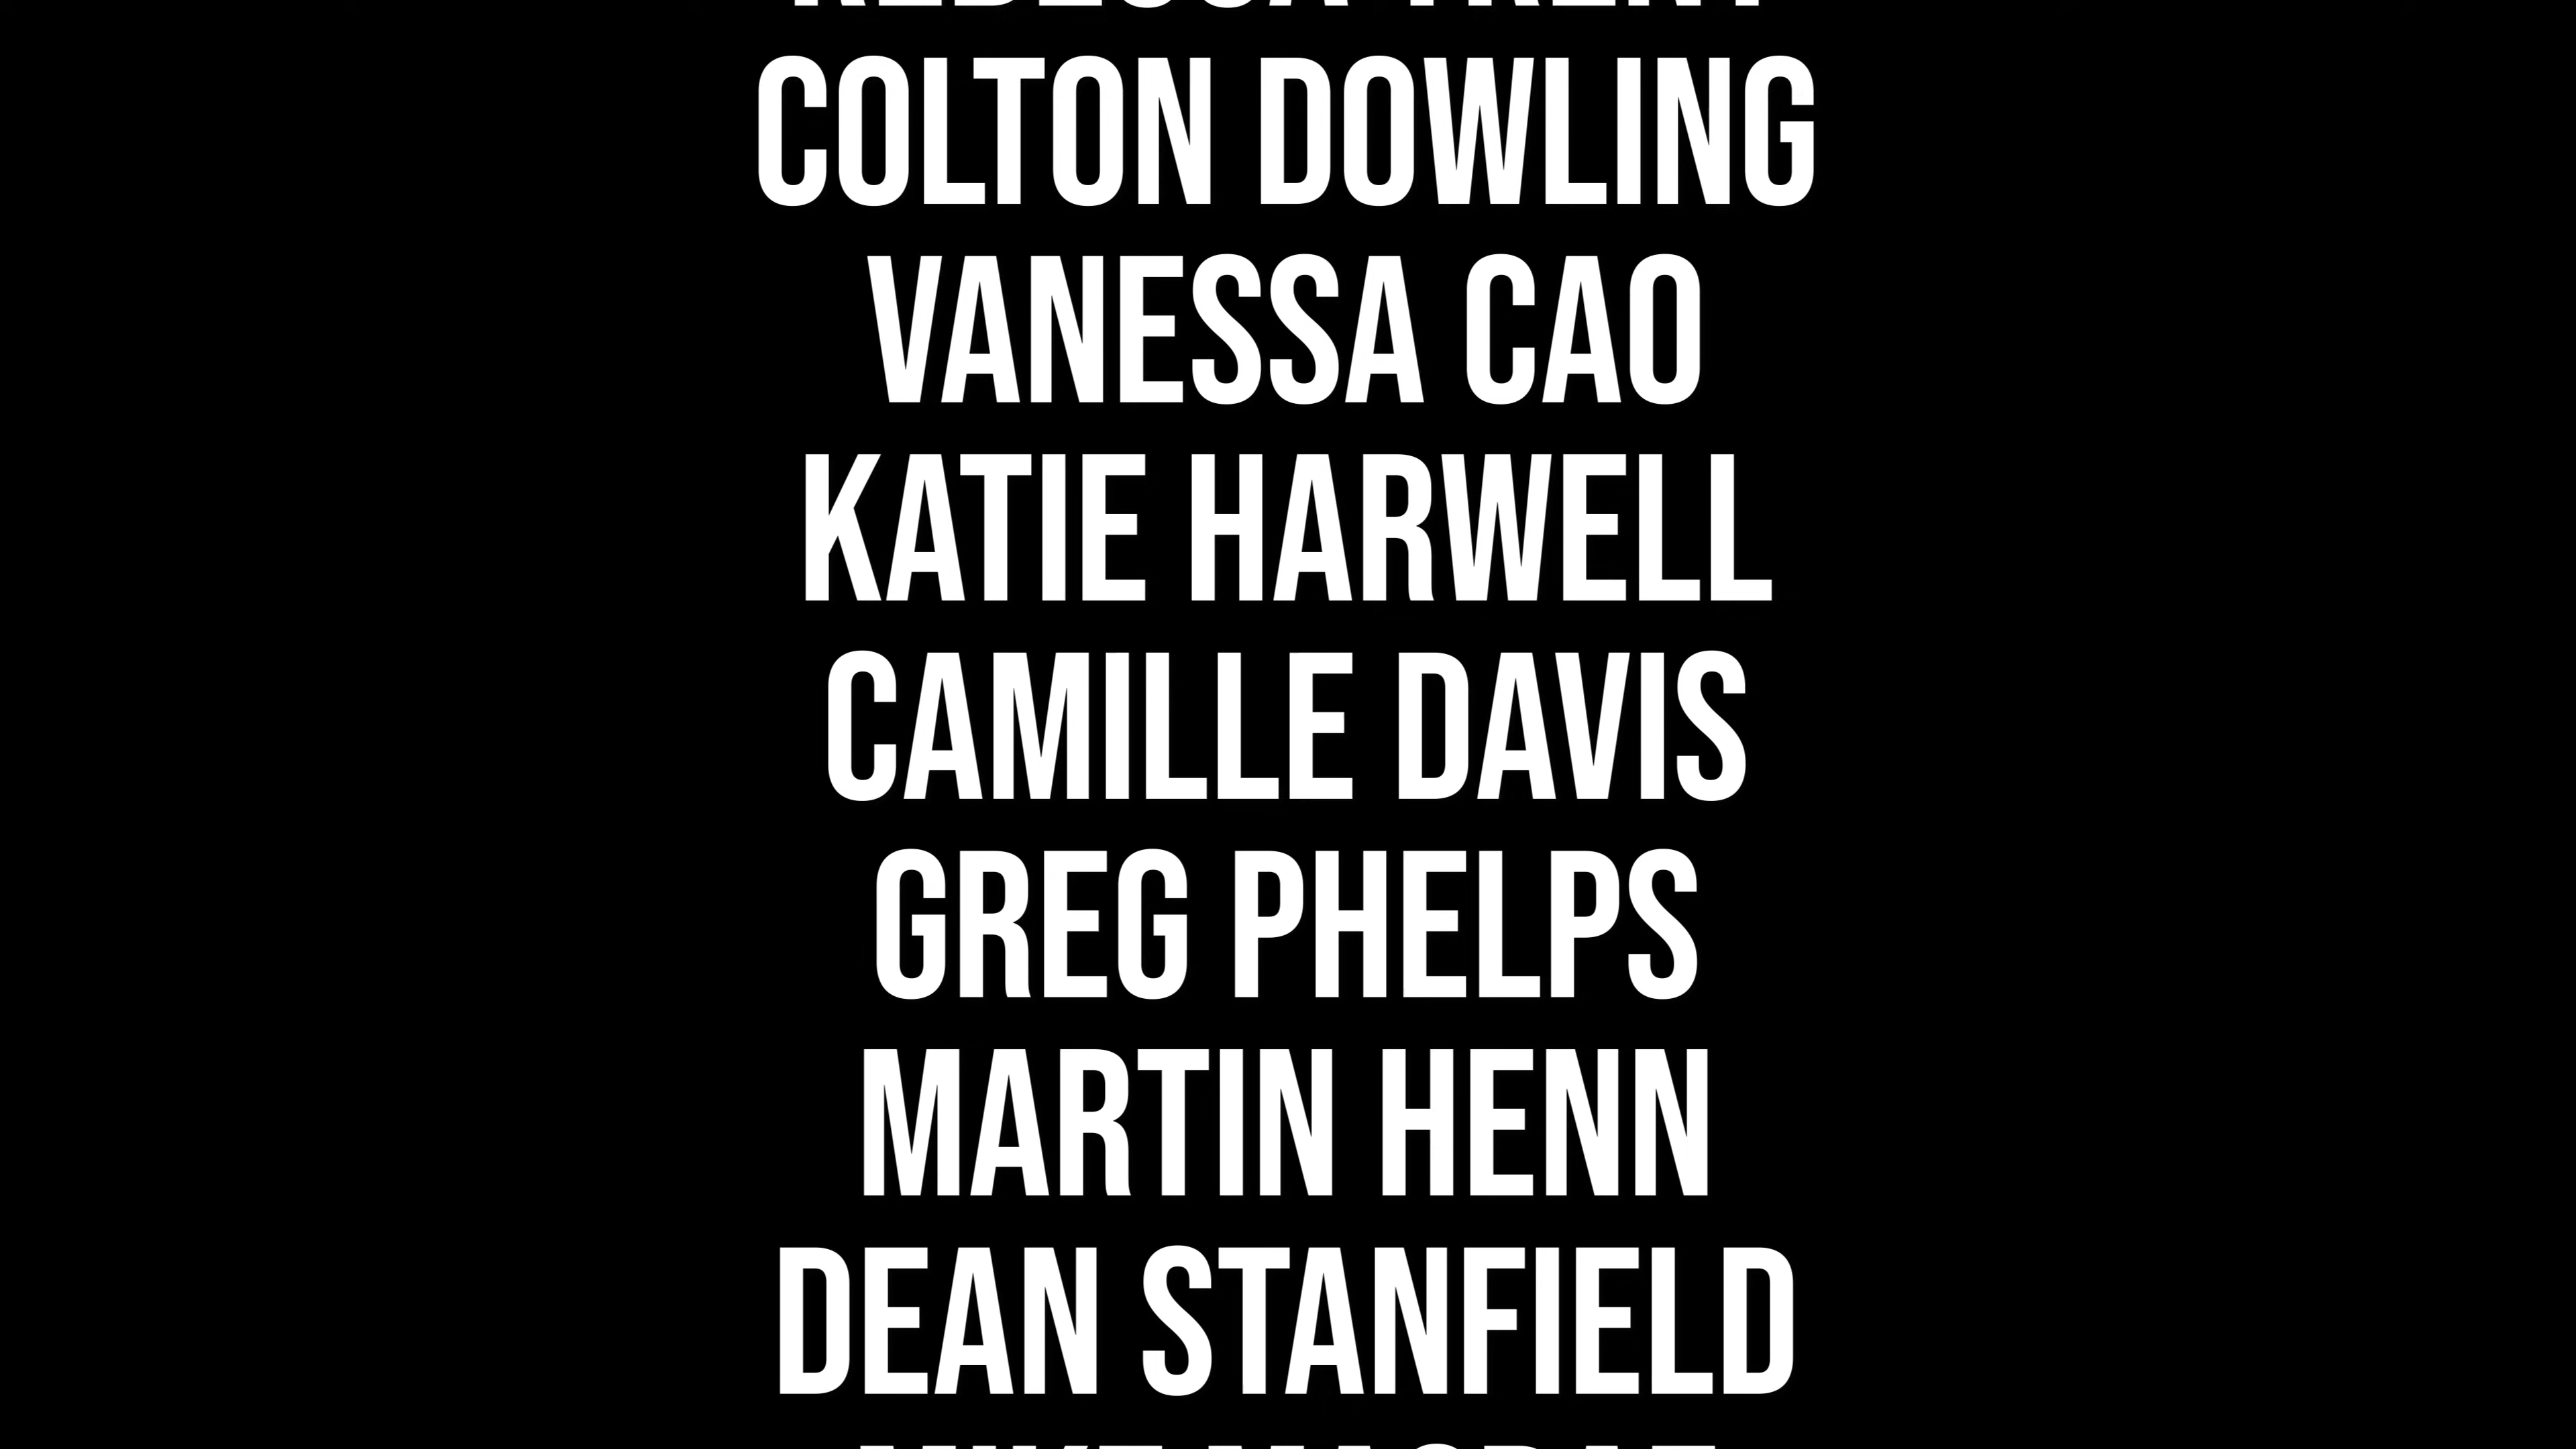 COLTON DOWLING
VANESSA CAO
KATIE HARWELL
CAMILLE DAVIS
GREG PHELPS
MARTIN HENN
DEAN STANFIELD